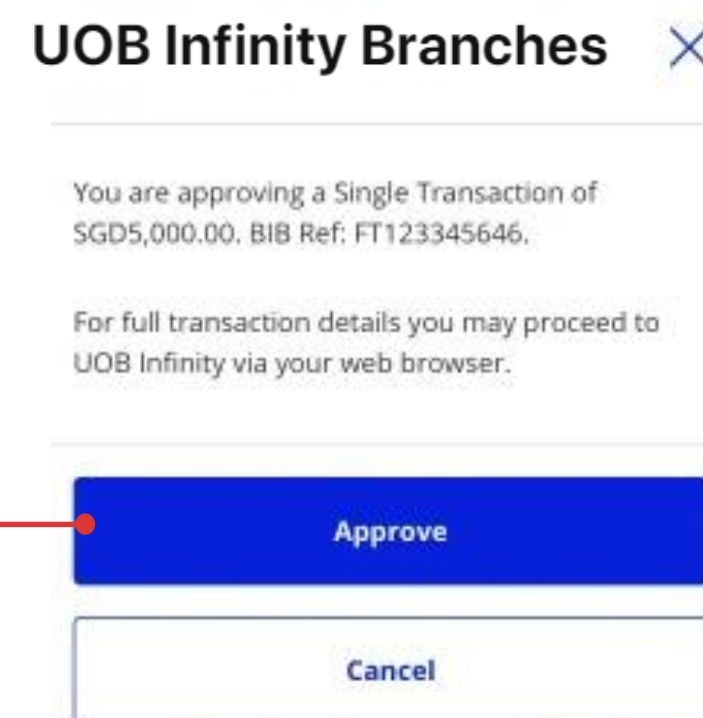 UOB Infinity Branches
You are approving a Single Transaction of
SGD5,000.00. BIB Ref: FT123345646.
For full transaction details you may proceed to
UOB Infinity via your web browser.
Approve
Cancel